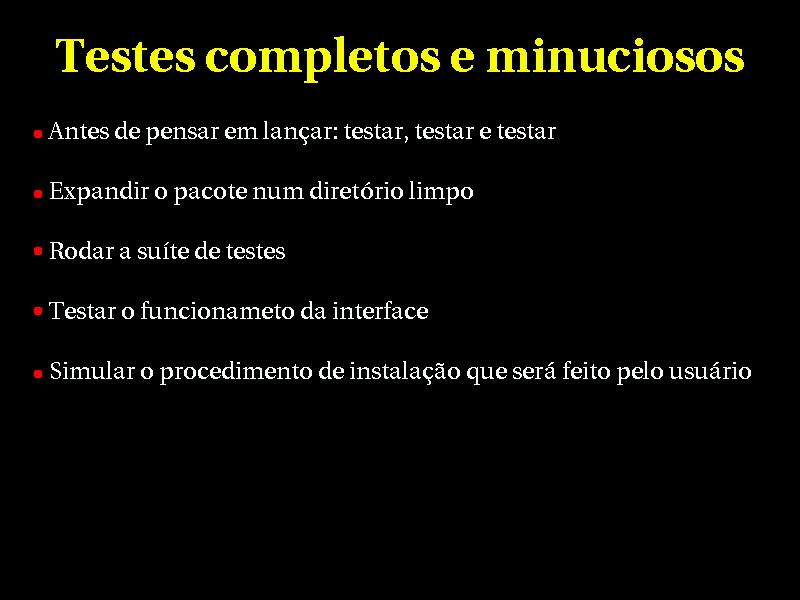 Testes completos e minuciosos
Antes de pensar em lançar: testar, testar e testar
Expandir o pacote num diretório limpo
Rodar a suíte de testes
Testar o funcionameto da interface
Simular o procedimento de instalação que será feito pelo usuário